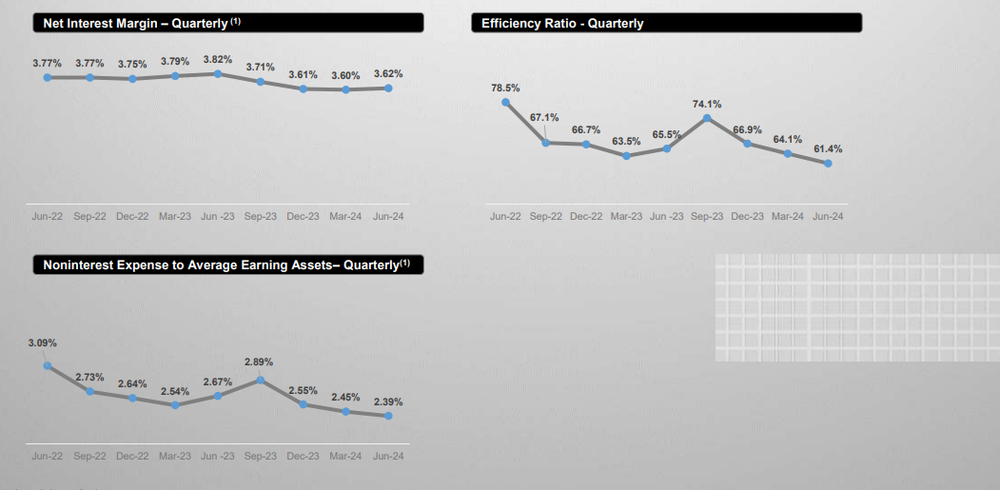 Net Interest Margin – Quarterly (1)
3.77% 3.77% 3.75% 3.79% 3.82% 3.71% 3.61% 3.60% 3.62%
Jun-22 Sep-22 Dec-22 Mar-23 Jun -23 Sep-23 Dec-23 Mar-24 Jun-24
Efficiency Ratio - Quarterly
78.5% 67.1% 66.7% 63.5% 65.5% 74.1% 66.9% 64.1% 61.4%
Jun-22 Sep-22 Dec-22 Mar-23 Jun -23 Sep-23 Dec-23 Mar-24 Jun-24
Noninterest Expense to Average Earning Assets– Quarterly(1)
3.09% 2.73% 2.64% 2.54% 2.67% 2.89% 2.55% 2.45% 2.39%
Jun-22 Sep-22 Dec-22 Mar-23 Jun -23 Sep-23 Dec-23 Mar-24 Jun-24